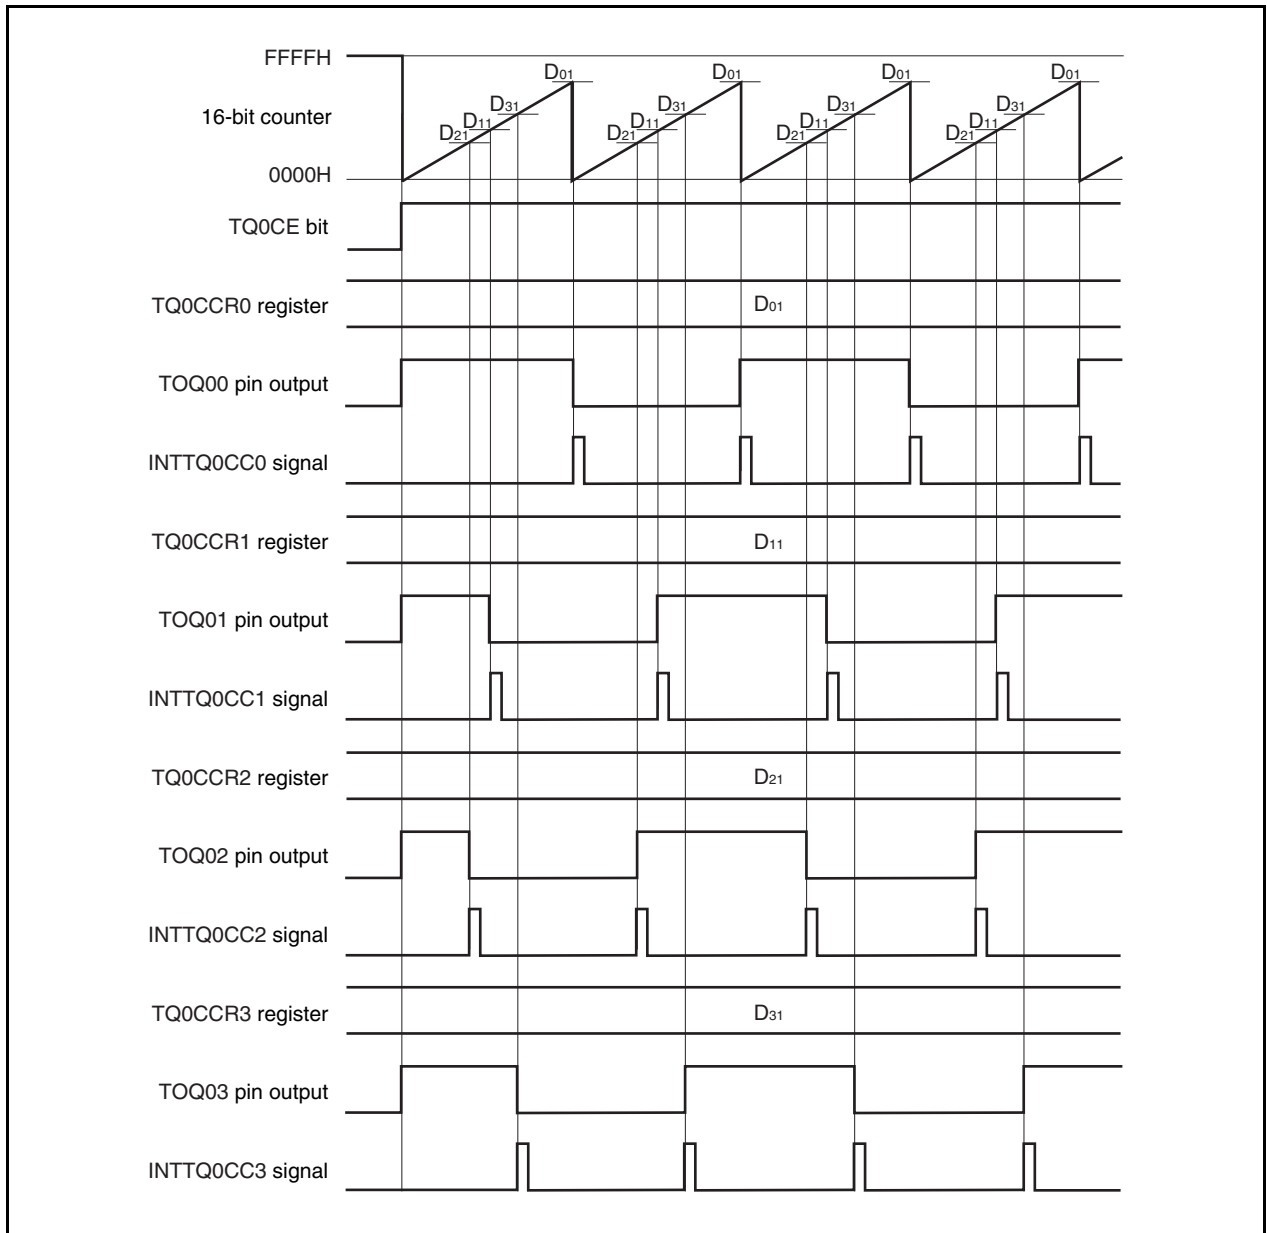 FFFFH
D01 D01 D01 D01
D31 D31 D31 D31
16-bit counter
D11 D11 D11 D11
D21 D21 D21 D21
0000H
TQ0CE bit
TQ0CCR0 register
D01
TOQ00 pin output
INTTQ0CC0 signal
TQ0CCR1 register
D11
TOQ01 pin output
INTTQ0CC1 signal
TQ0CCR2 register
D21
TOQ02 pin output
INTTQ0CC2 signal
TQ0CCR3 register
D31
TOQ03 pin output
INTTQ0CC3 signal